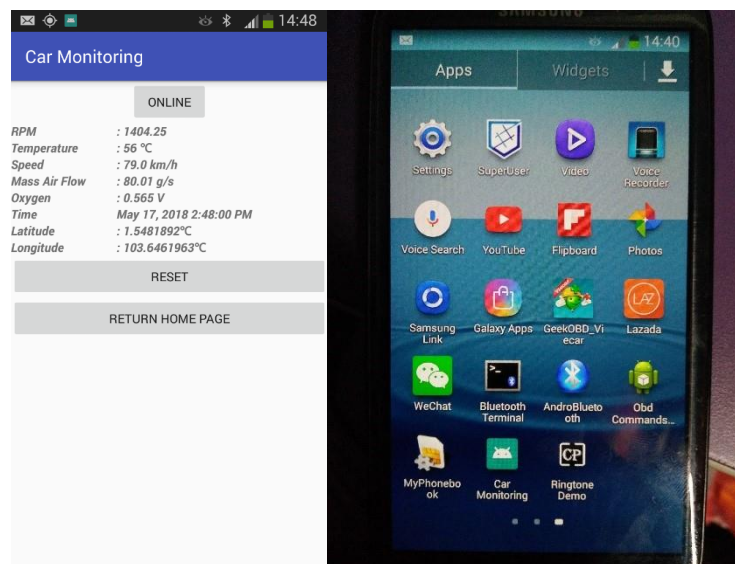 14:48
Car Monitoring
ONLINE
RPM : 1404.25
Temperature : 56 ℃
Speed : 79.0 km/h
Mass Air Flow : 80.01 g/s
Oxygen : 0.565 V
Time May 17, 2018 2:48:00 PM
Latitude : 1.5481892℃
Longitude : 103.6461963℃
RESET
RETURN HOME PAGE
SAMSUNG
14:40
Apps Widgets
Settings SuperUser Video Voice
Recorder
Voice Search YouTube Flipboard Photos
LAZ
Samsung Galaxy Apps GeekOBD_Vi Lazada
Link ecar
>_
WeChat Bluetooth AndroBlueto Obd
Terminal oth Commands...
CP
MyPhonebo Car Ringtone
ok Monitoring Demo